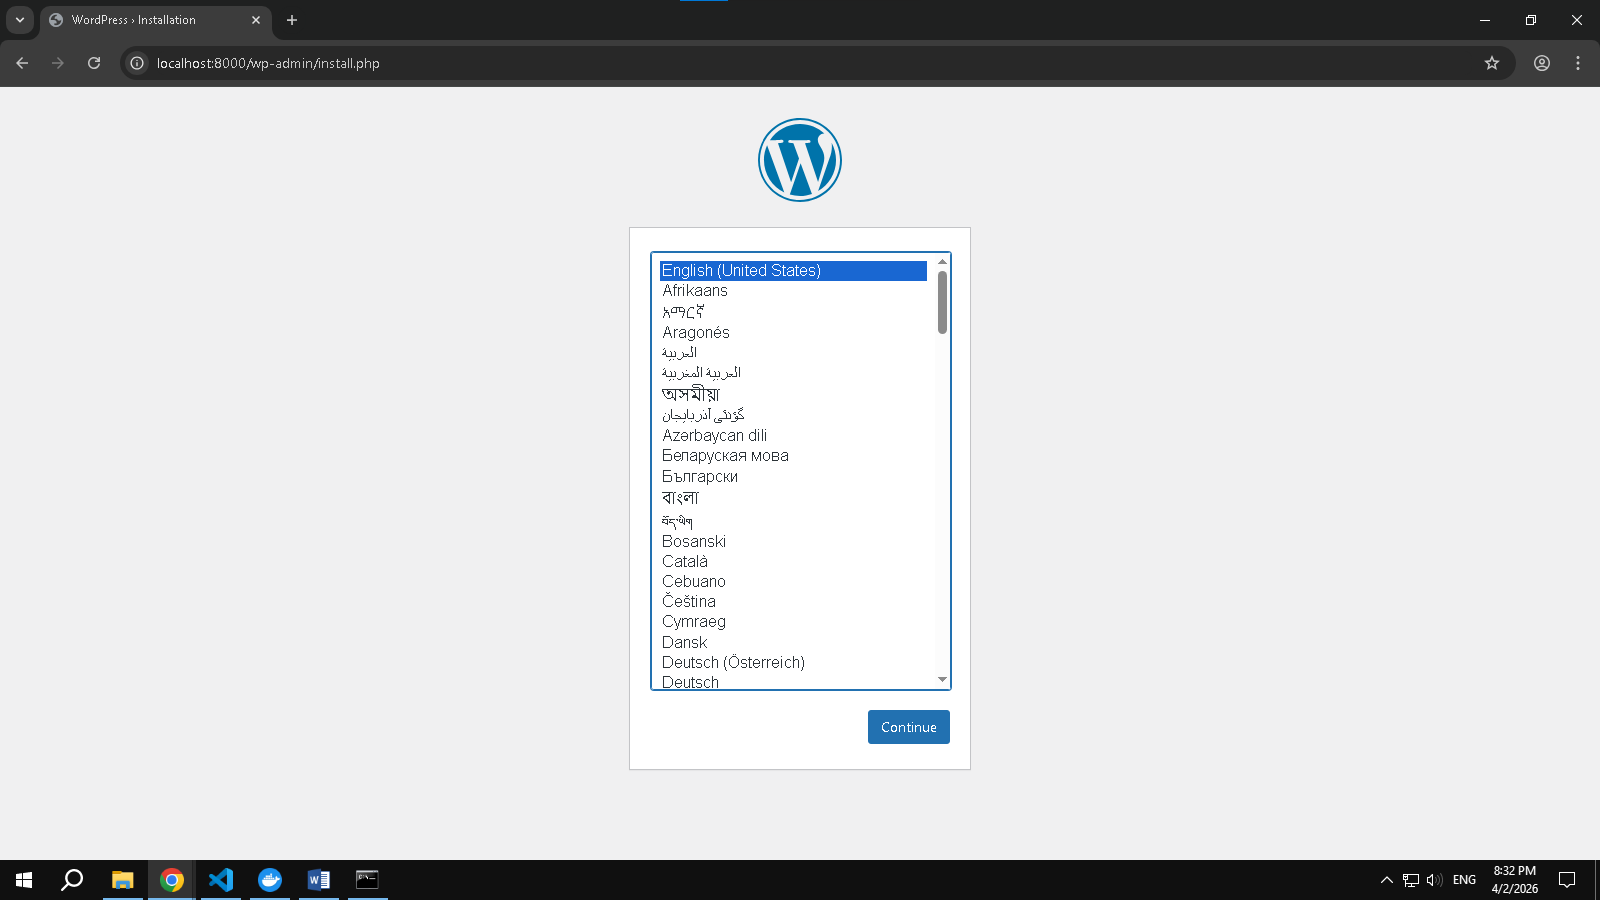 WordPress › Installation
localhost:8000/wp-admin/install.php
English (United States)
Afrikaans
አማርኛ
Aragonés
العربية
العربية المغربية
অসমীয়া
گؤنئی آذربایجان
Azərbaycan dili
Беларуская мова
Български
বাংলা
བོད་ཡིག
Bosanski
Català
Cebuano
Čeština
Cymraeg
Dansk
Deutsch (Österreich)
Deutsch
Continue
ENG
8:32 PM
4/2/2026